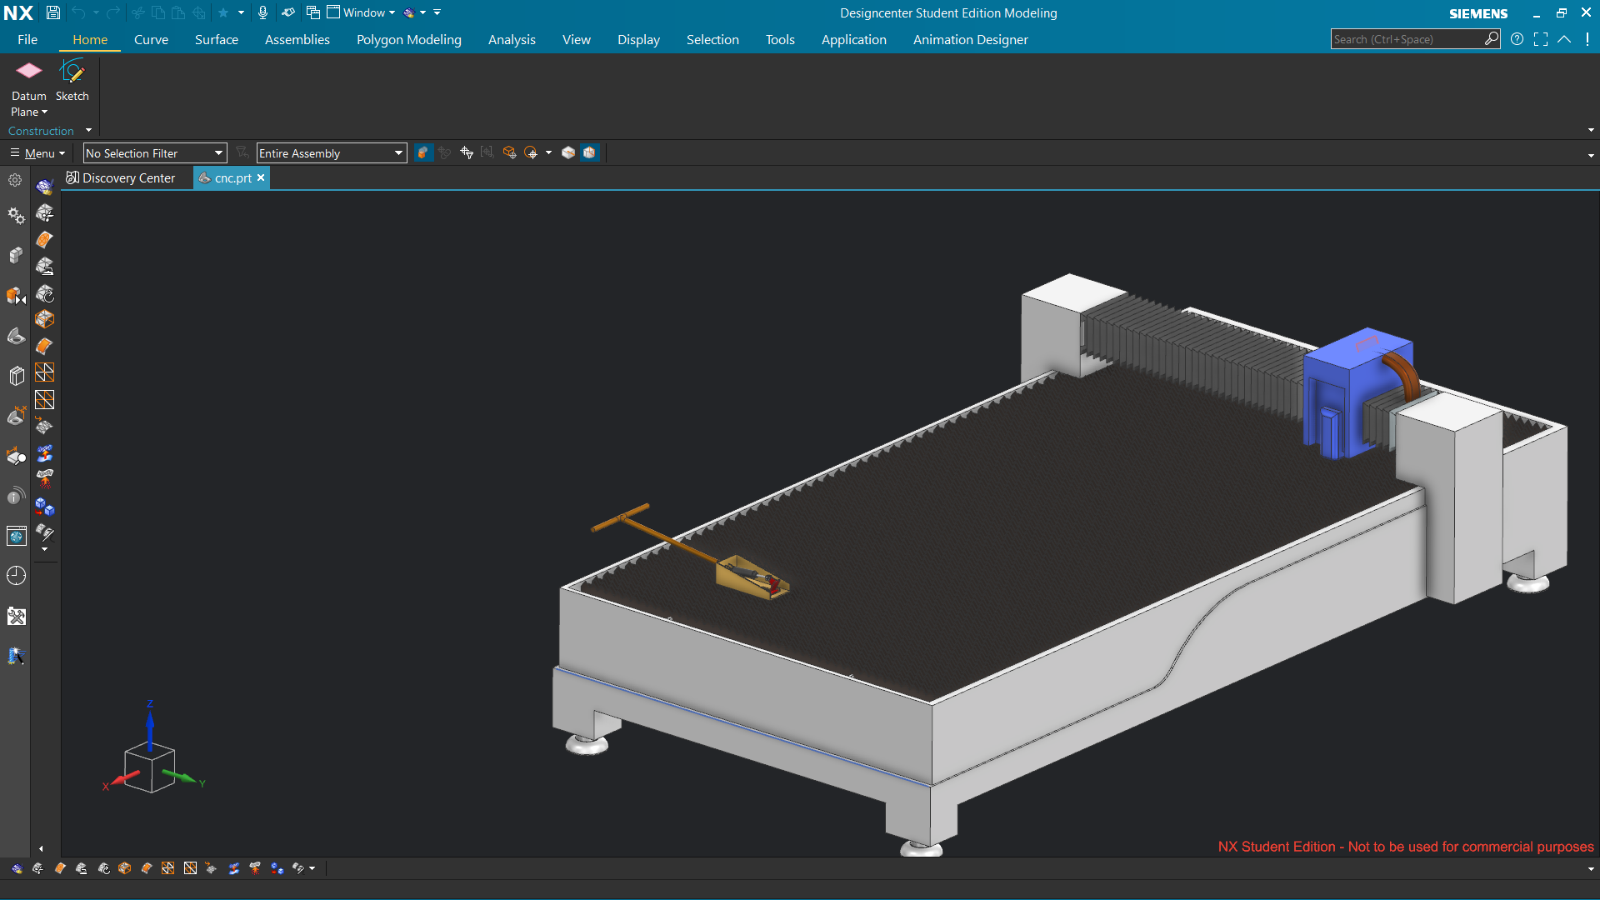 NX Window Designcenter Student Edition Modeling SIEMENS
File Home Curve Surface Assemblies Polygon Modeling Analysis View Display Selection Tools Application Animation Designer Search (Ctrl+Space)
Datum Sketch
Plane
Construction
Menu No Selection Filter Entire Assembly
Discovery Center cnc.prt
Z
X
Y
NX Student Edition - Not to be used for commercial purposes